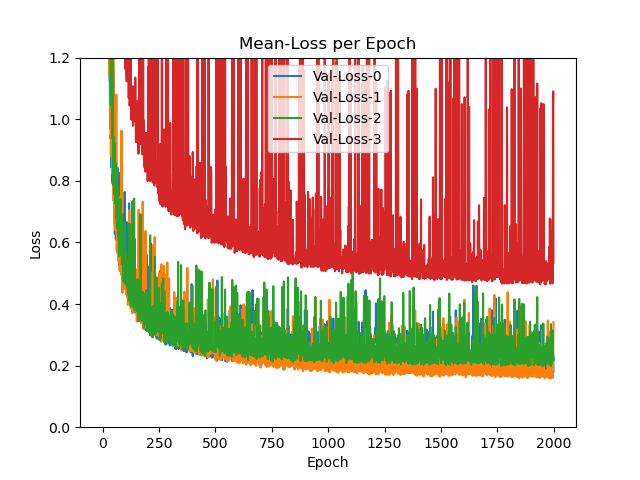 Mean-Loss per Epoch
1.2
1.0
0.8
0.6
0.4
0.2
0.0
Loss
Val-Loss-0
Val-Loss-1
Val-Loss-2
Val-Loss-3
0 250 500 750 1000 1250 1500 1750 2000
Epoch